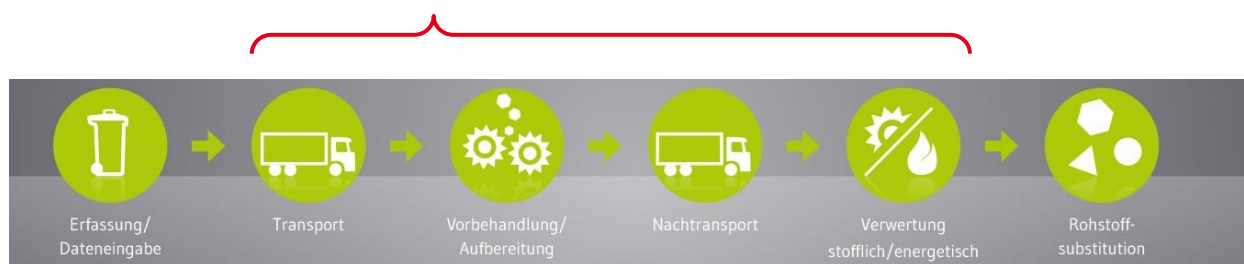 Erfassung/
Dateneingabe
Transport
Vorbehandlung/
Aufbereitung
Nachtransport
Verwertung
stofflich/energetisch
Rohstoff-
substitution